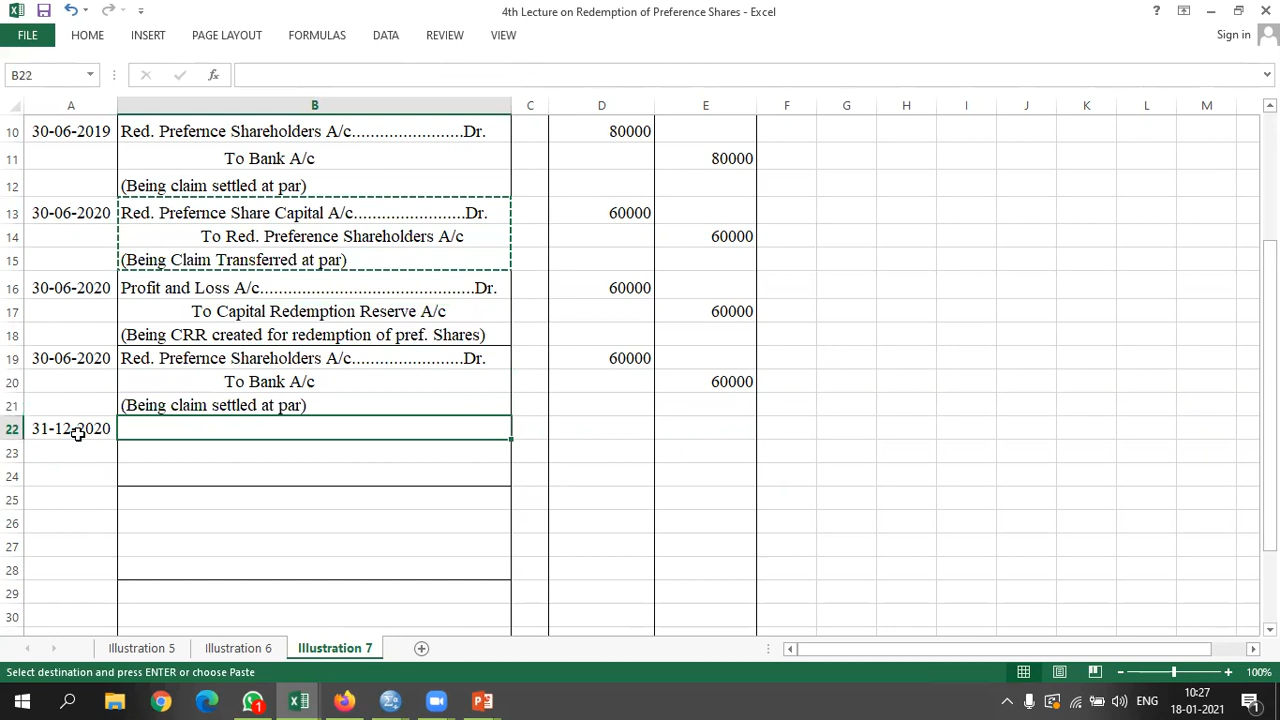 4th Lecture on Redemption of Preference Shares - Excel
?
FILE HOME INSERT PAGE LAYOUT FORMULAS DATA REVIEW VIEW Sign in
B22 fx
A B C D E F G H I J K L M
10 30-06-2019 Red. Prefernce Shareholders A/c........................Dr. 80000
11 To Bank A/c 80000
12 (Being claim settled at par)
13 30-06-2020 Red. Prefernce Share Capital A/c........................Dr. 60000
14 To Red. Preference Shareholders A/c 60000
15 (Being Claim Transferred at par)
16 30-06-2020 Profit and Loss A/c..............................................Dr. 60000
17 To Capital Redemption Reserve A/c 60000
18 (Being CRR created for redemption of pref. Shares)
19 30-06-2020 Red. Prefernce Shareholders A/c........................Dr. 60000
20 To Bank A/c 60000
21 (Being claim settled at par)
22 31-12-2020
23
24
25
26
27
28
29
30
Illustration 5 Illustration 6 Illustration 7
Select destination and press ENTER or choose Paste 100%
1 ENG 10:27
18-01-2021 1